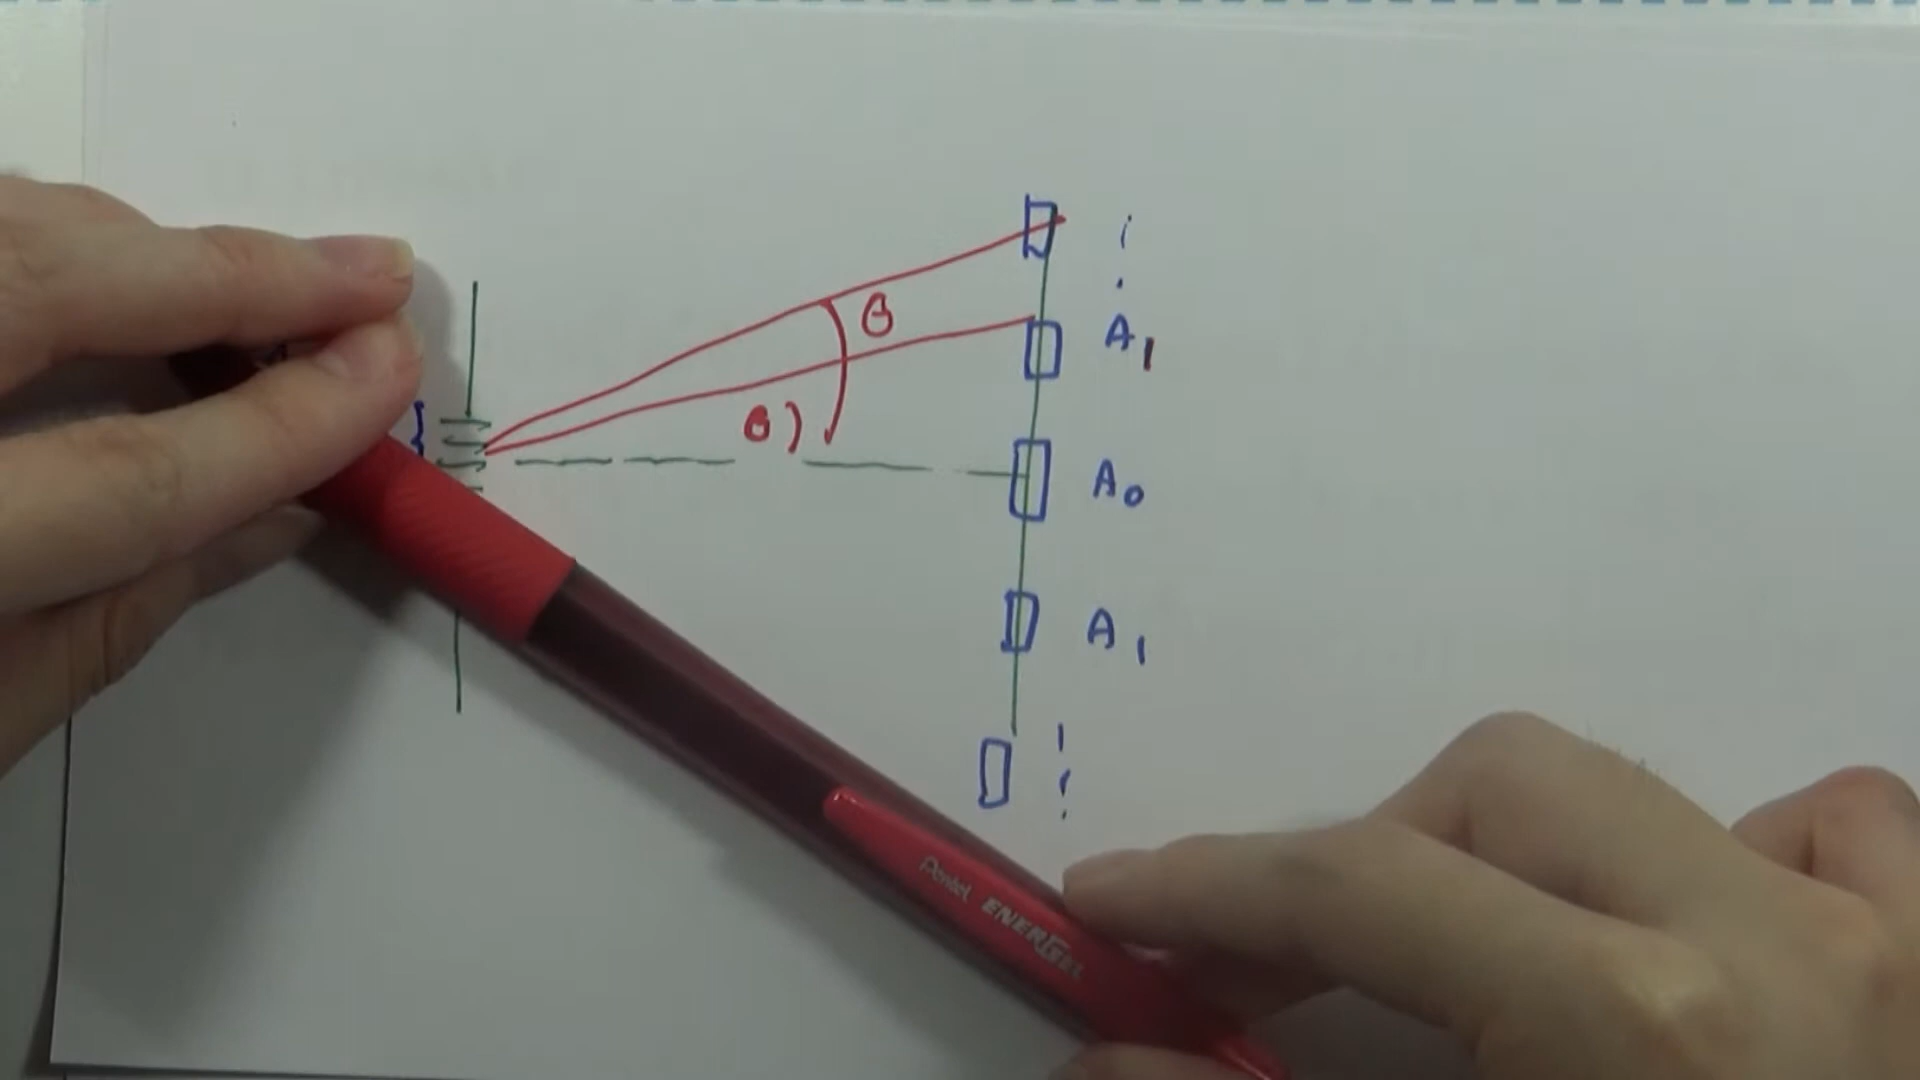 θ
A1
θ
A0
A1
Pentel ENERGEL